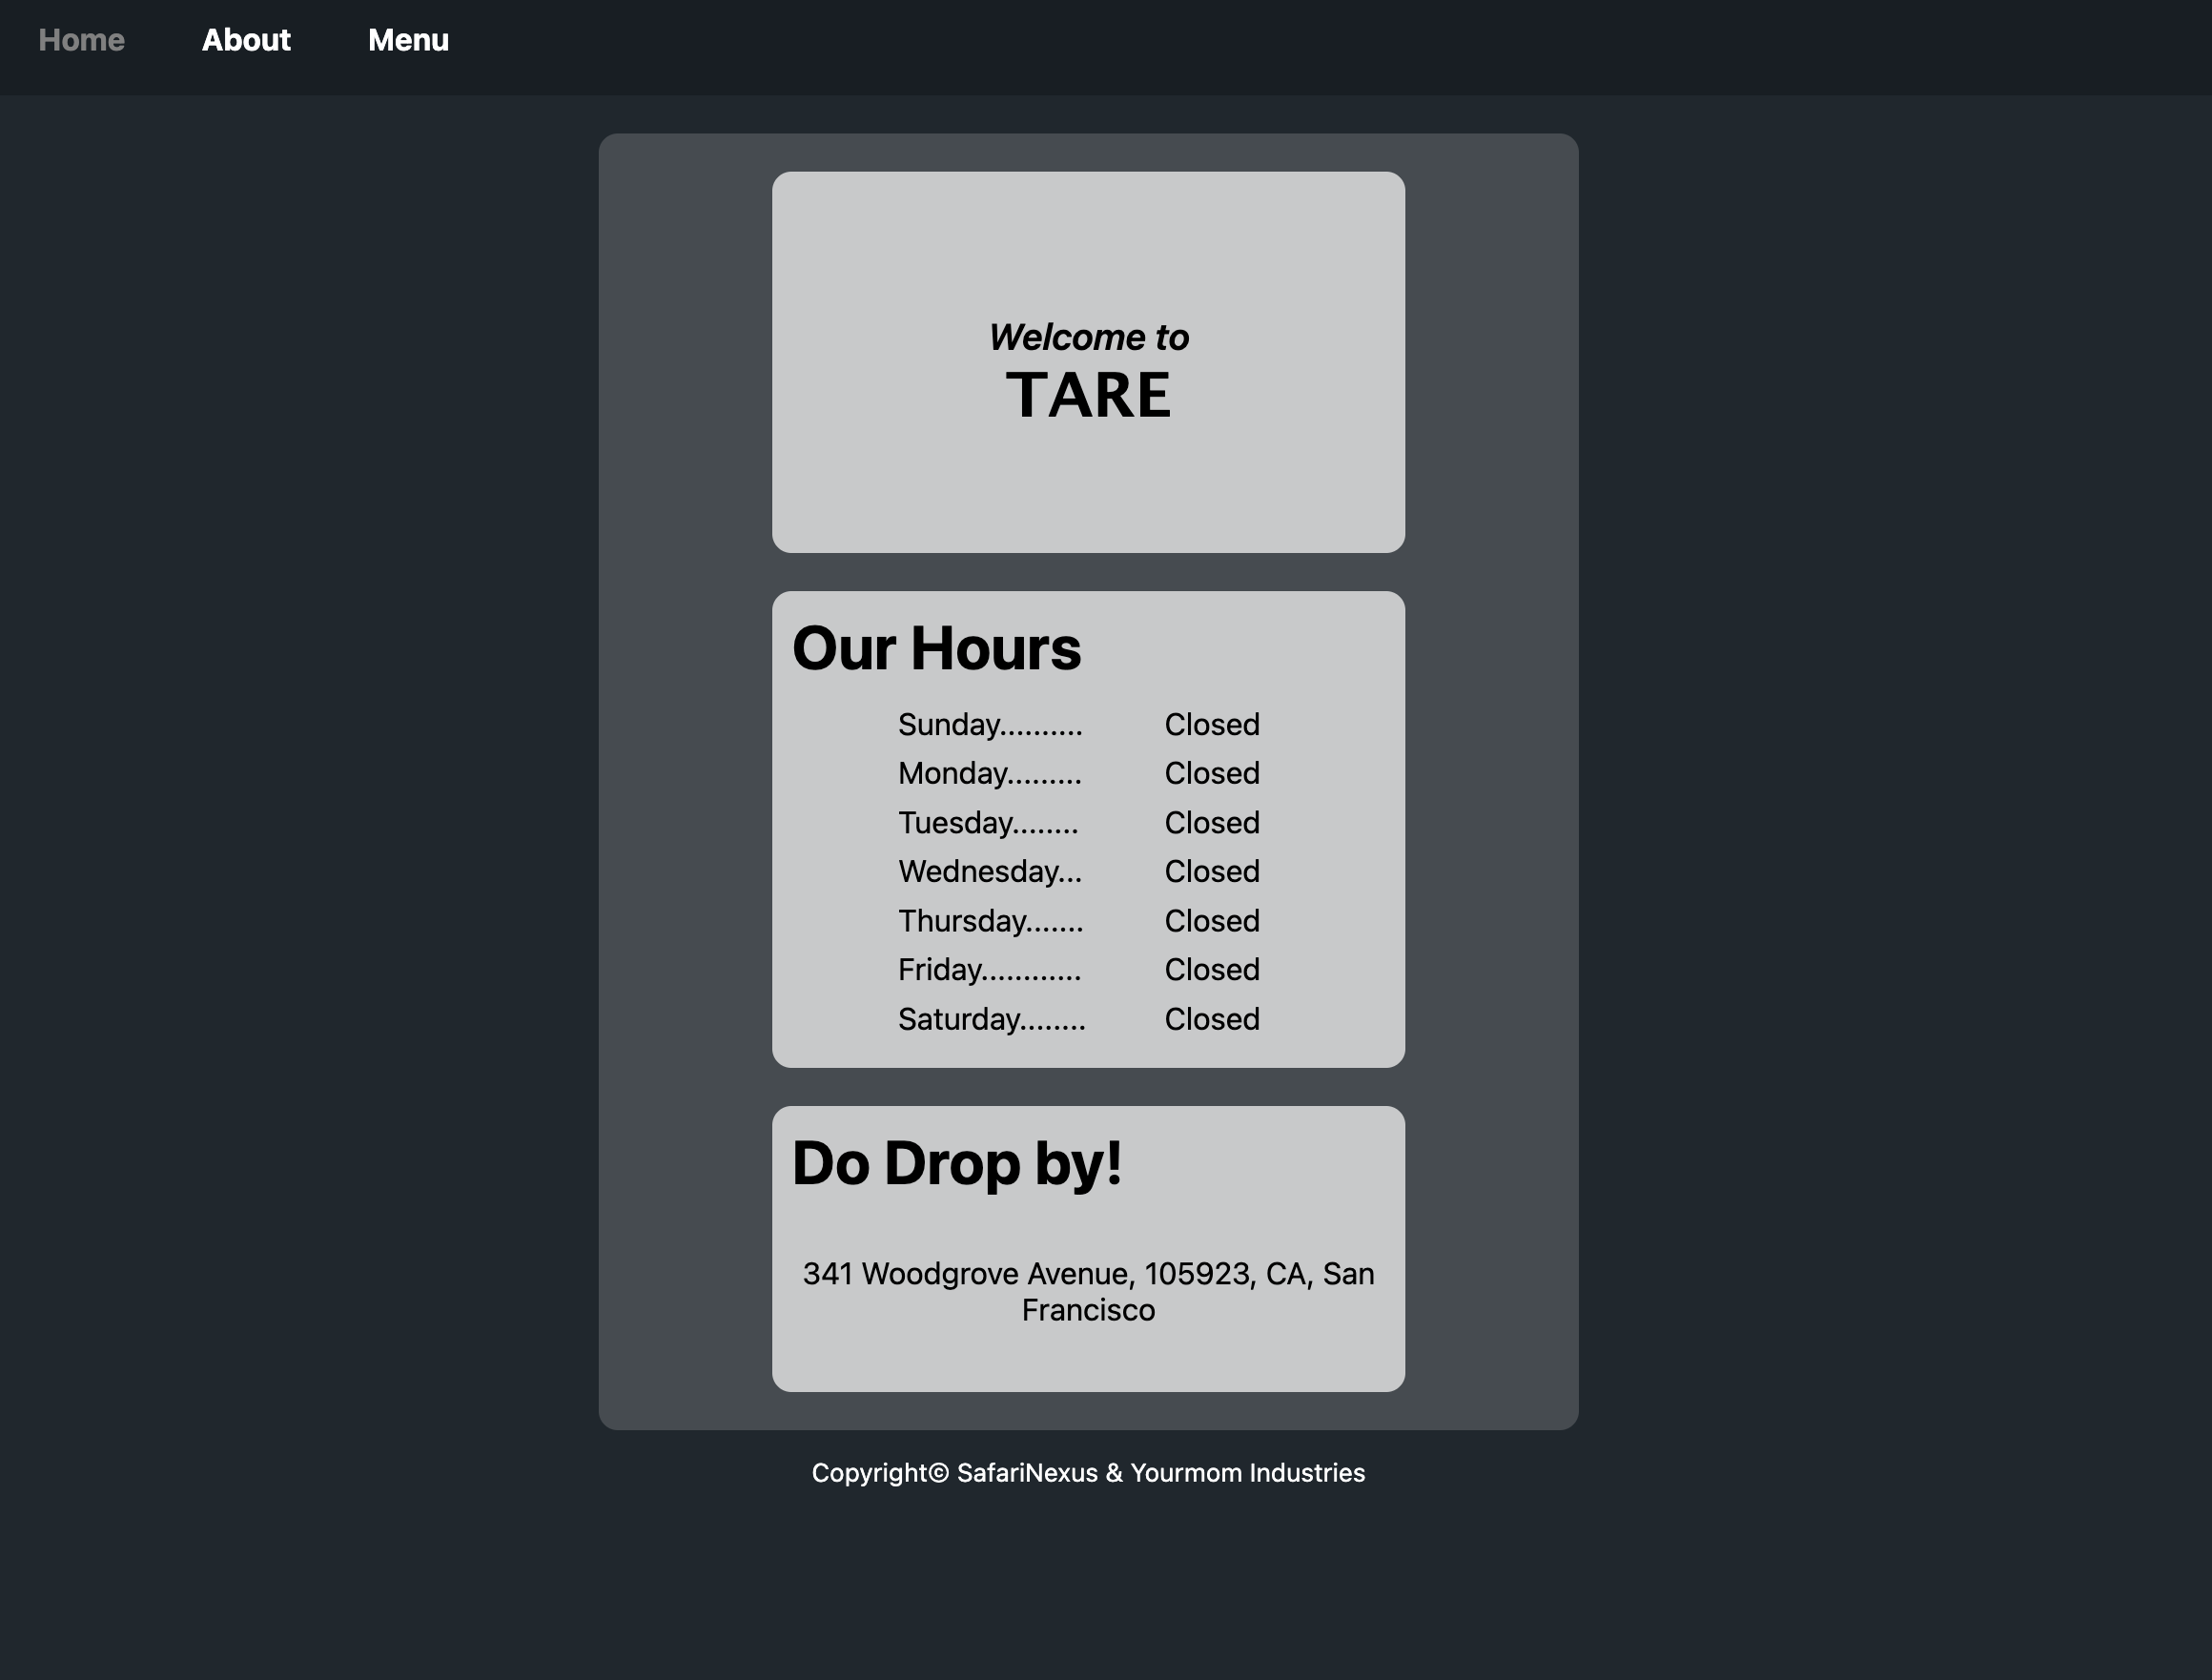 Home About Menu
Welcome to
TARE
Our Hours
Sunday.......... Closed
Monday......... Closed
Tuesday........ Closed
Wednesday... Closed
Thursday....... Closed
Friday............ Closed
Saturday........ Closed
Do Drop by!
341 Woodgrove Avenue, 105923, CA, San
Francisco
Copyright© SafariNexus & Yourmom Industries